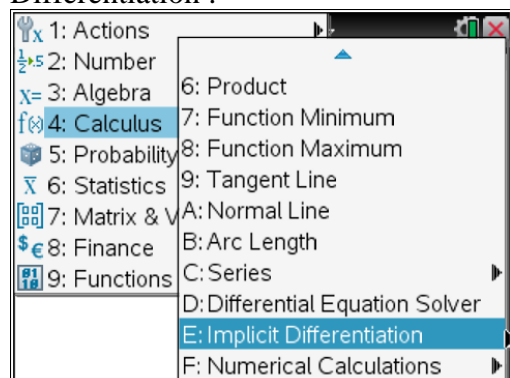 Differentiation .
1: Actions
2: Number
3: Algebra
4: Calculus
5: Probability
6: Statistics
7: Matrix & V
8: Finance
9: Functions
6: Product
7: Function Minimum
8: Function Maximum
9: Tangent Line
A: Normal Line
B: Arc Length
C: Series
D: Differential Equation Solver
E: Implicit Differentiation
F: Numerical Calculations